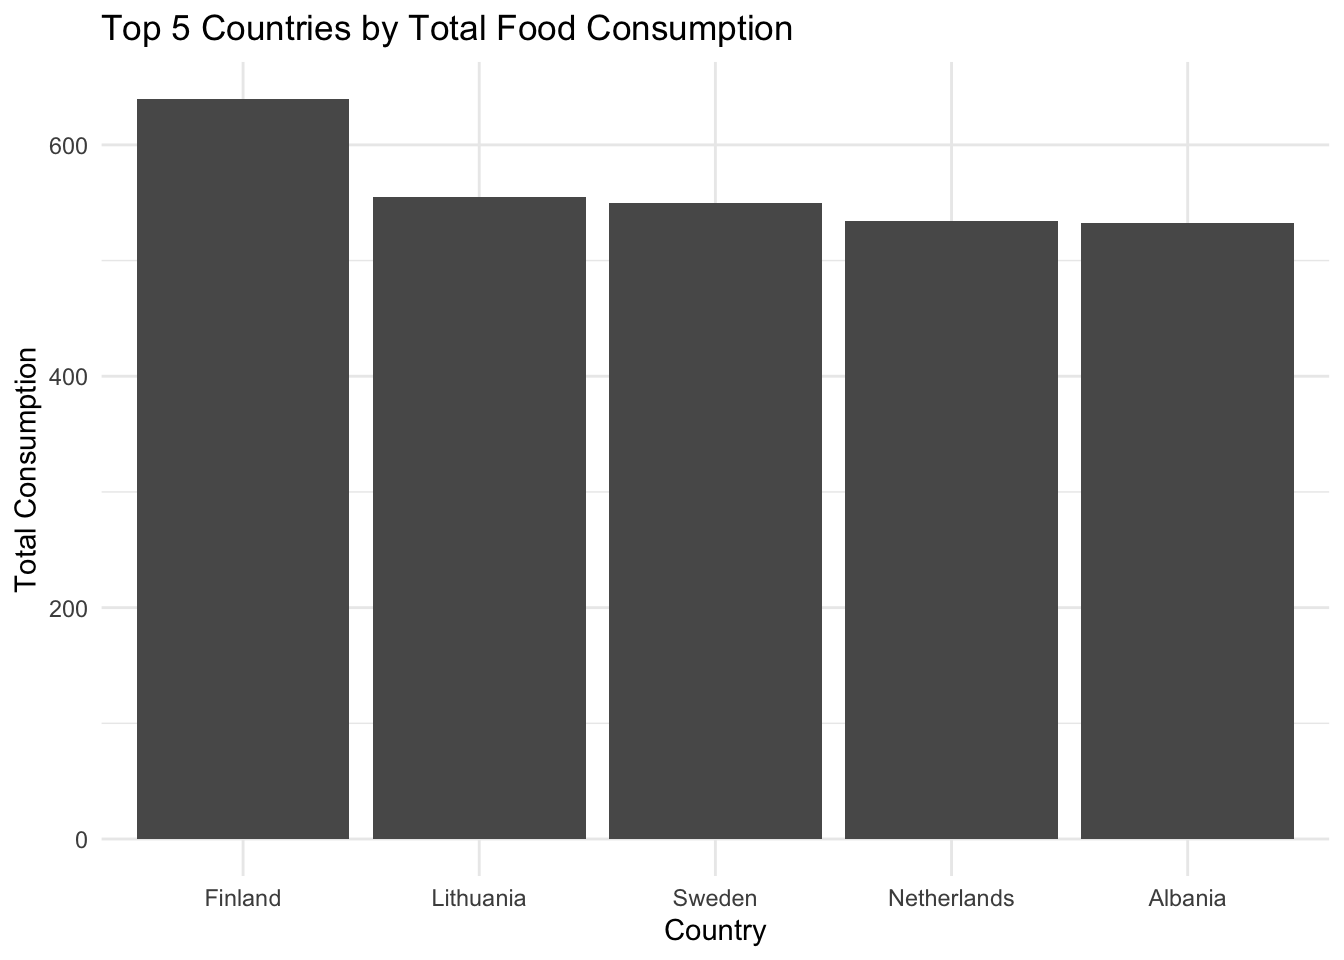 Top 5 Countries by Total Food Consumption
Total Consumption
600
400
200
0
Finland Lithuania Sweden Netherlands Albania
Country